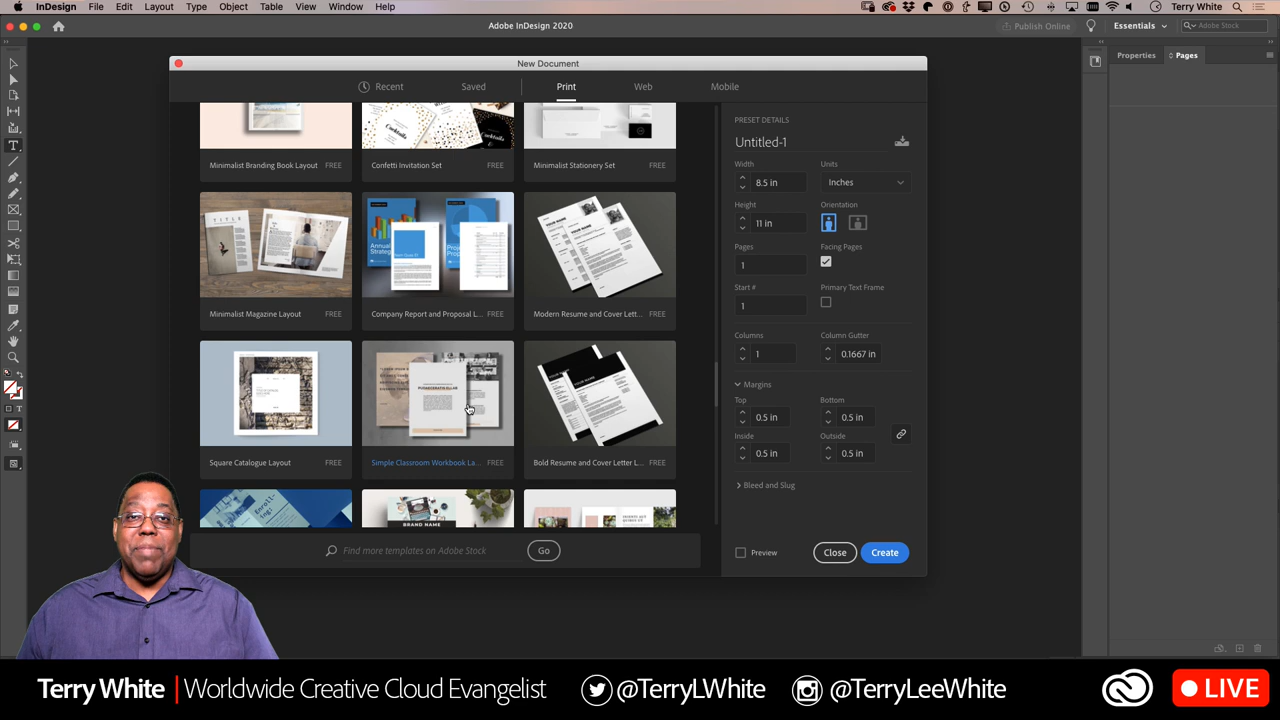 InDesign File Edit Layout Type Object Table View Window Help
Terry White
Adobe InDesign 2020
Publish Online
Essentials
Adobe Stock
New Document
Properties
Pages
Recent
Saved
Print
Web
Mobile
Minimalist Branding Book Layout FREE
Confetti Invitation Set FREE
Minimalist Stationery Set FREE
Minimalist Magazine Layout FREE
Company Report and Proposal L... FREE
Modern Resume and Cover Lett... FREE
Square Catalogue Layout FREE
Simple Classroom Workbook La... FREE
Bold Resume and Cover Letter L... FREE
TITLE
Cocktails
BRAND NAME
Find more templates on Adobe Stock
Go
PRESET DETAILS
Untitled-1
Width
Units
8.5 in
Inches
Height
Orientation
11 in
Pages
Facing Pages
1
Start #
Primary Text Frame
1
Columns
Column Gutter
1
0.1667 in
Margins
Top
Bottom
0.5 in
0.5 in
Inside
Outside
0.5 in
0.5 in
Bleed and Slug
Preview
Close
Create
Terry White | Worldwide Creative Cloud Evangelist
@TerryLWhite
@TerryLeeWhite
LIVE